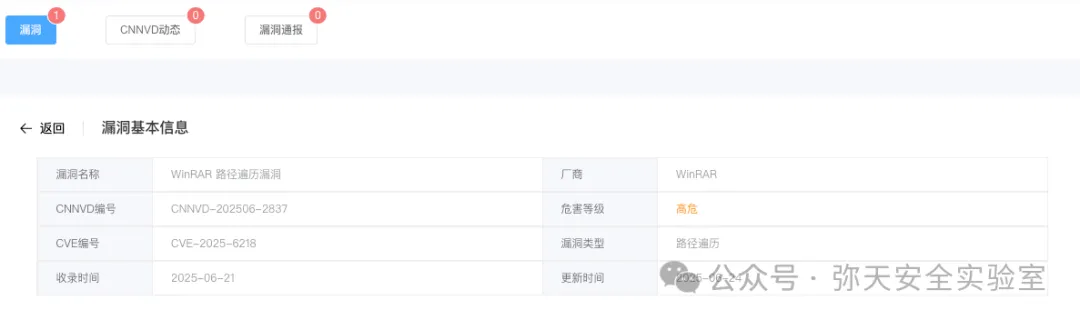 漏洞 1 CNNVD动态 0 漏洞通报 0
← 返回 漏洞基本信息
漏洞名称 WinRAR 路径遍历漏洞 厂商 WinRAR
CNNVD编号 CNNVD-202506-2837 危害等级 高危
CVE编号 CVE-2025-6218 漏洞类型 路径遍历
收录时间 2025-06-21 更新时间 2025-06-24
公众号 · 弥天安全实验室